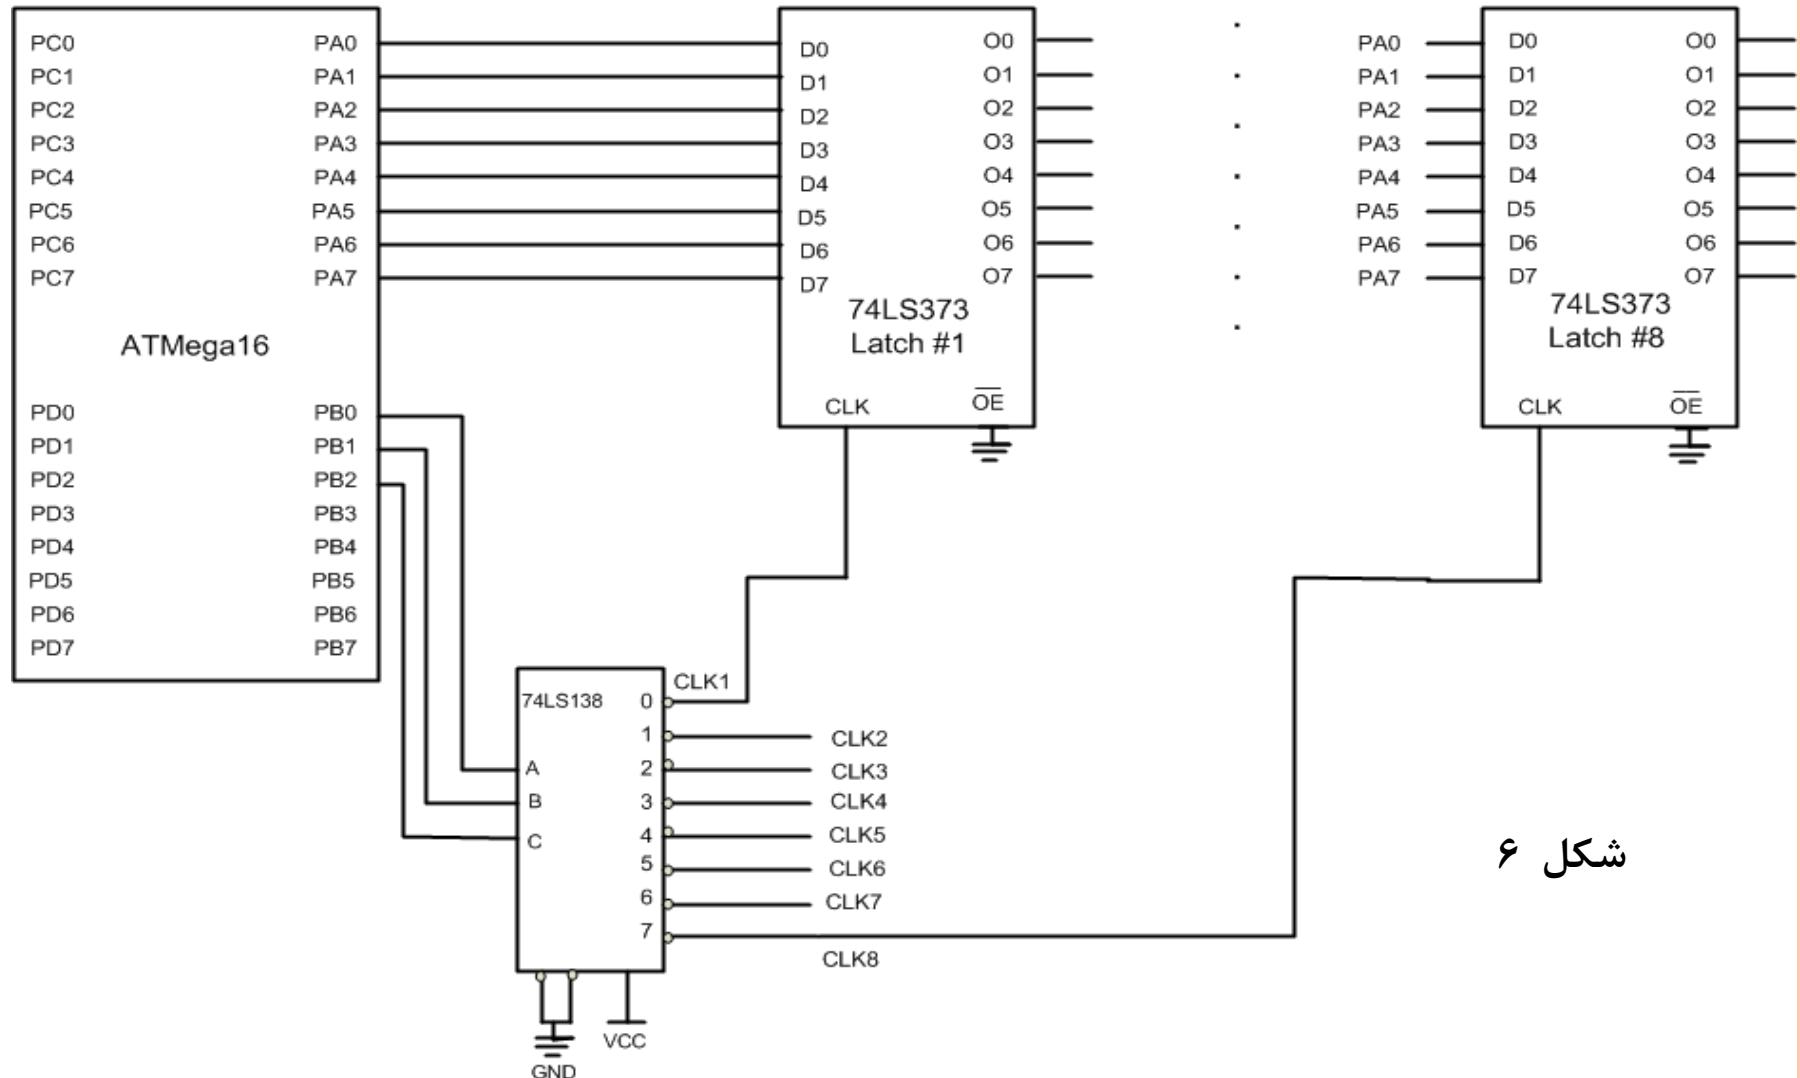 PC0 PA0
PC1 PA1
PC2 PA2
PC3 PA3
PC4 PA4
PC5 PA5
PC6 PA6
PC7 PA7
ATMega16
PD0 PB0
PD1 PB1
PD2 PB2
PD3 PB3
PD4 PB4
PD5 PB5
PD6 PB6
PD7 PB7
D0 O0
D1 O1
D2 O2
D3 O3
D4 O4
D5 O5
D6 O6
D7 O7
74LS373
Latch #1
CLK OE
PA0 D0 O0
PA1 D1 O1
PA2 D2 O2
PA3 D3 O3
PA4 D4 O4
PA5 D5 O5
PA6 D6 O6
PA7 D7 O7
74LS373
Latch #8
CLK OE
74LS138 0 CLK1
1 CLK2
A 2 CLK3
B 3 CLK4
C 4 CLK5
5 CLK6
6 CLK7
7 CLK8
GND VCC
شکل ۶